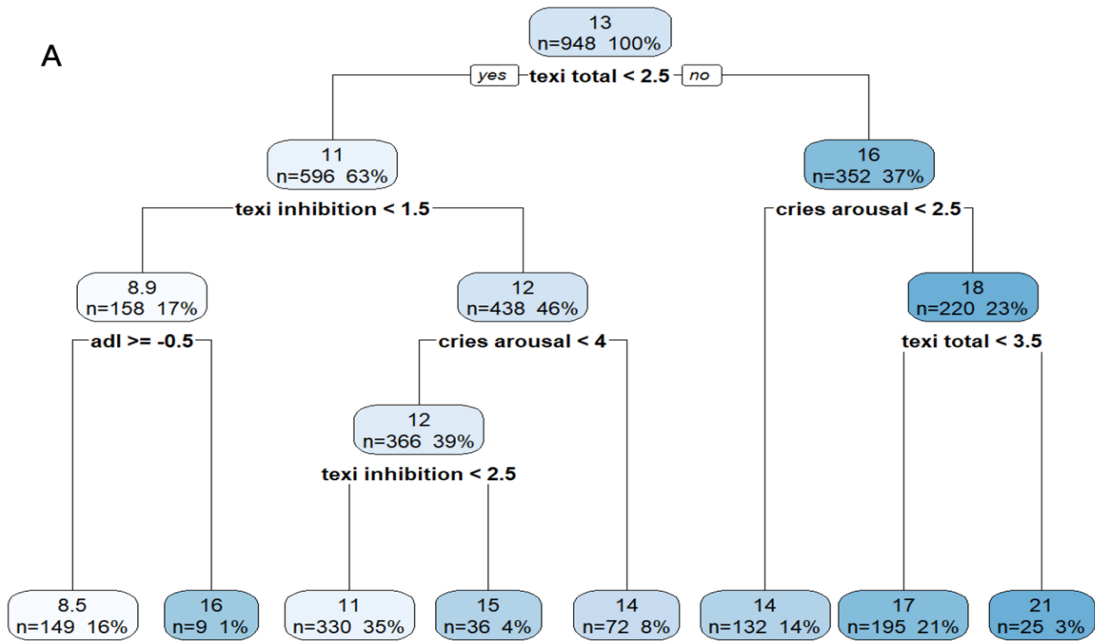 A
13
n=948 100%
yes texi total < 2.5 no
11
n=596 63%
16
n=352 37%
texi inhibition < 1.5
cries arousal < 2.5
8.9
n=158 17%
12
n=438 46%
18
n=220 23%
adl >= -0.5
cries arousal < 4
texi total < 3.5
12
n=366 39%
texi inhibition < 2.5
8.5
n=149 16%
16
n=9 1%
11
n=330 35%
15
n=36 4%
14
n=72 8%
14
n=132 14%
17
n=195 21%
21
n=25 3%